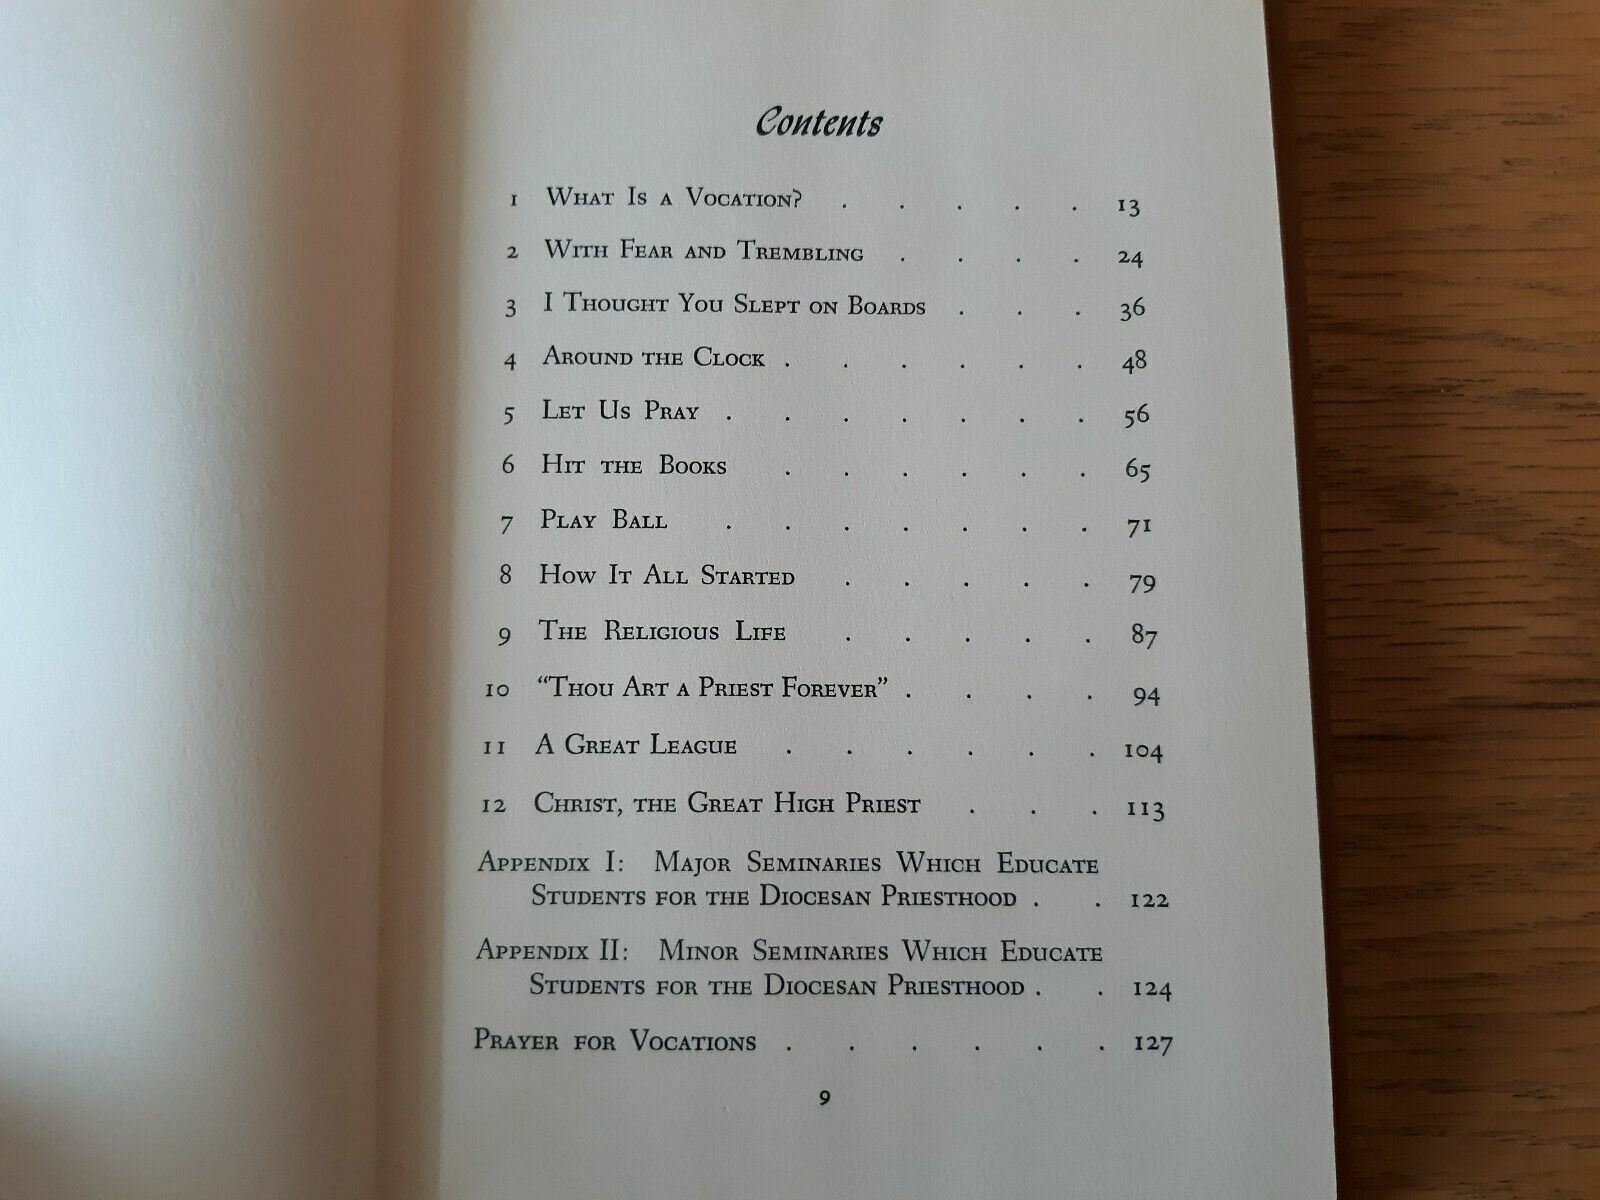 Contents
1 What Is a Vocation? . . . . . 13
2 With Fear and Trembling . . . . 24
3 I Thought You Slept on Boards . . . 36
4 Around the Clock . . . . . . 48
5 Let Us Pray . . . . . . . 56
6 Hit the Books . . . . . . 65
7 Play Ball . . . . . . . 71
8 How It All Started . . . . . 79
9 The Religious Life . . . . . 87
10 “Thou Art a Priest Forever” . . . . 94
11 A Great League . . . . . . 104
12 Christ, the Great High Priest . . . 113
Appendix I: Major Seminaries Which Educate
Students for the Diocesan Priesthood . . 122
Appendix II: Minor Seminaries Which Educate
Students for the Diocesan Priesthood . . 124
Prayer for Vocations . . . . . . 127
9